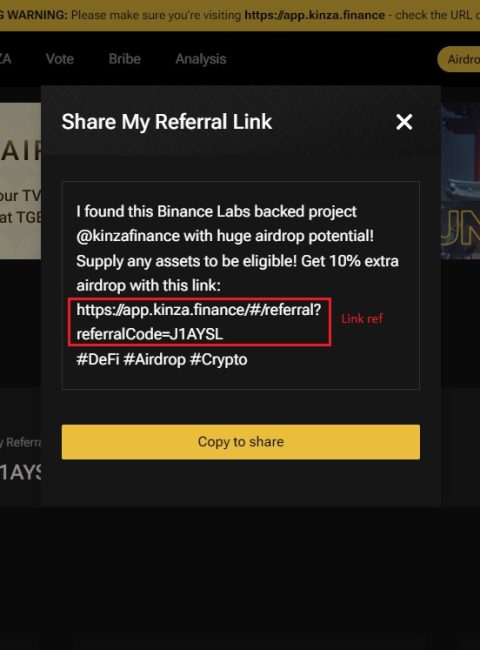 G WARNING: Please make sure you're visiting https://app.kinza.finance - check the URL c
ZA Vote Bribe Analysis Airdro
Share My Referral Link
AIR
our TV
at TGE
UN
I found this Binance Labs backed project
@kinzafinance with huge airdrop potential!
Supply any assets to be eligible! Get 10% extra
airdrop with this link:
https://app.kinza.finance/#/referral?
referralCode=J1AYSL
Link ref
#DeFi #Airdrop #Crypto
Copy to share
y Referra
1AYS